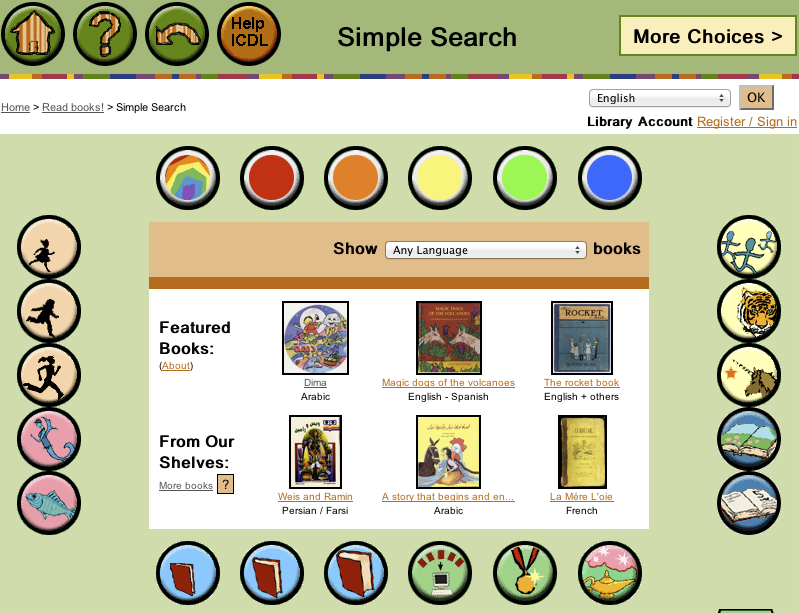 Help
ICDL
Simple Search
More Choices >
Home > Read books! > Simple Search
English
OK
Library Account Register / Sign in
Show Any Language books
Featured
Books:
(About)
MAGIC DOGS
OF THE VOLCANOES
ROCKET
Dima
Arabic
Magic dogs of the volcanoes
English - Spanish
The rocket book
English + others
From Our
Shelves:
More books ?
Weis and Ramin
Persian / Farsi
A story that begins and en...
Arabic
La Mére L'oie
French